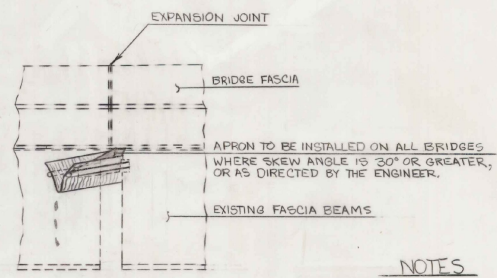 EXPANSION JOINT
BRIDGE FASCIA
APRON TO BE INSTALLED ON ALL BRIDGES
WHERE SKEW ANGLE IS 30° OR GREATER,
OR AS DIRECTED BY THE ENGINEER.
EXISTING FASCIA BEAMS
NOTES